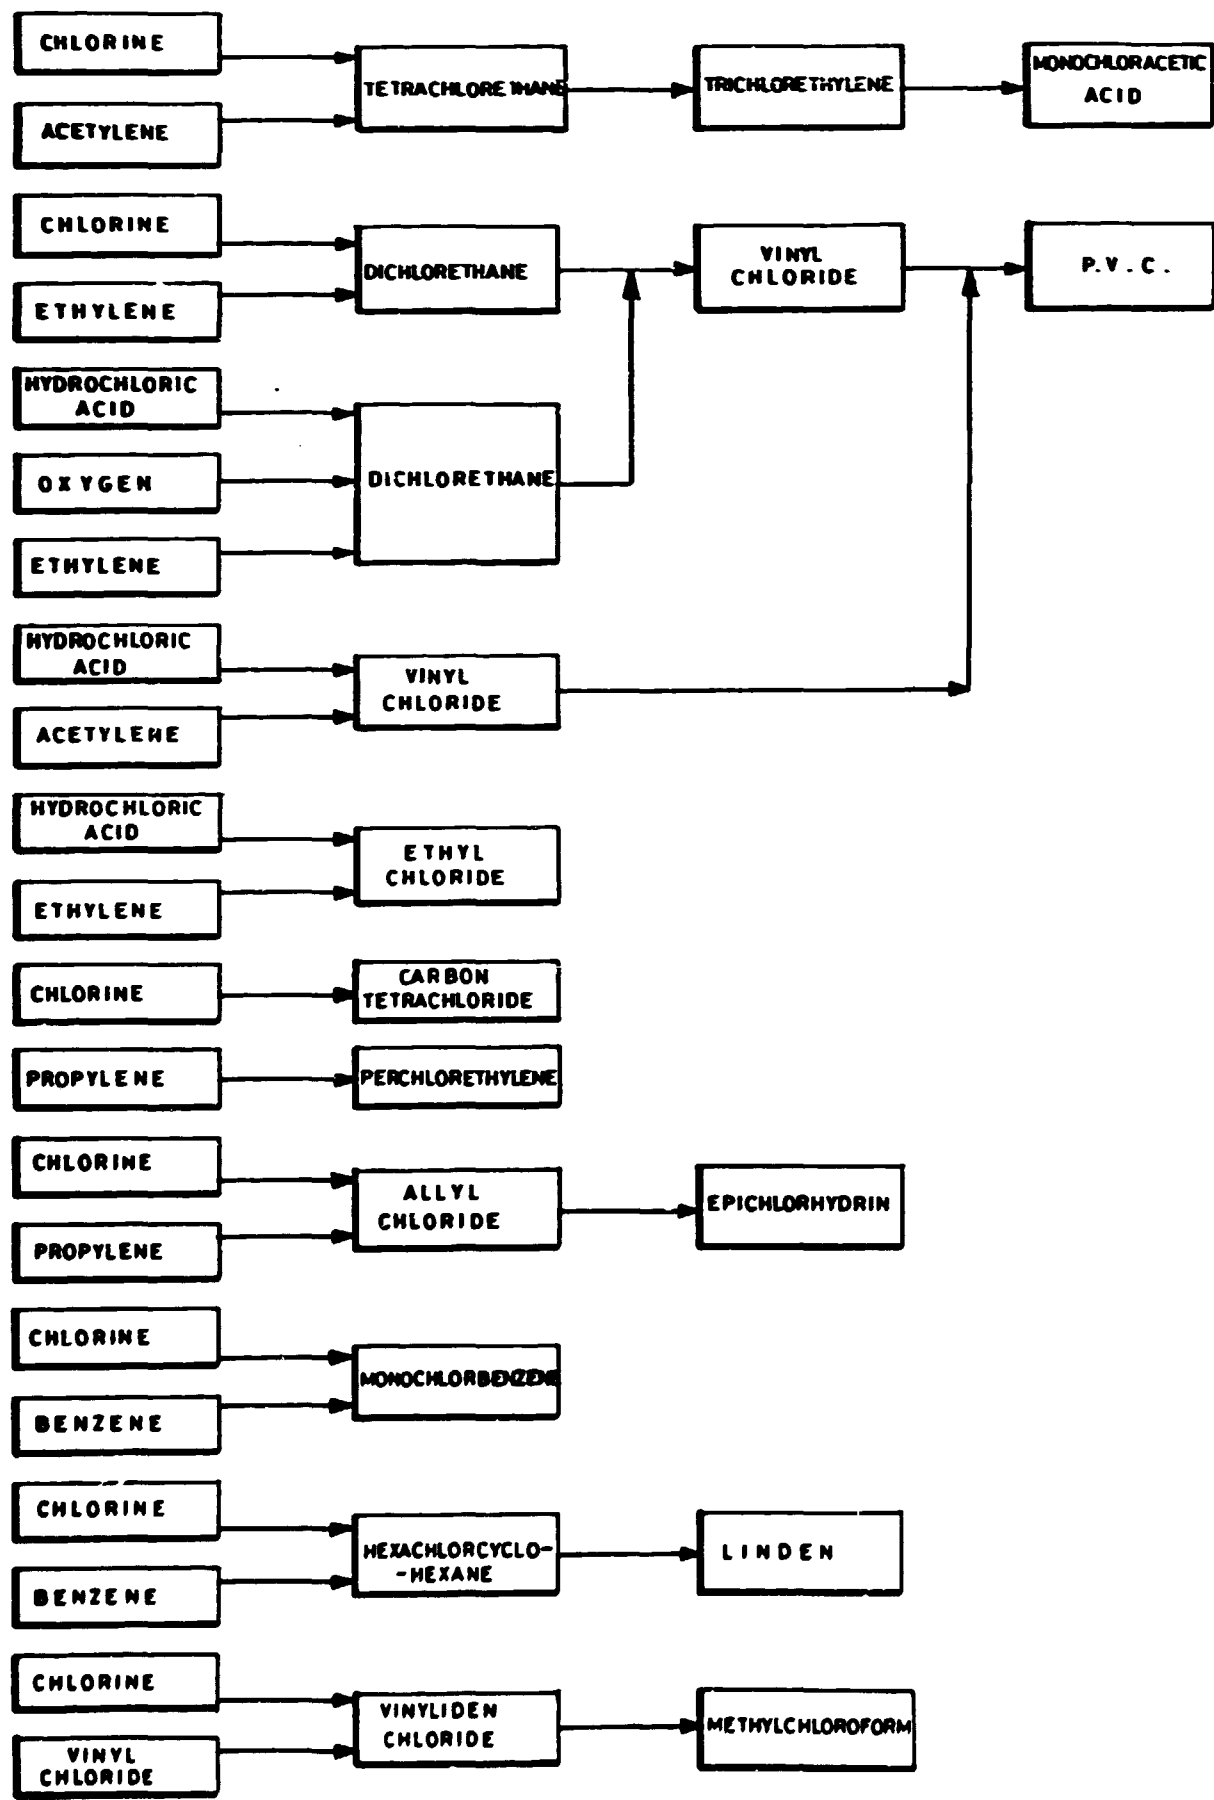 CHLORINE
ACETYLENE
TETRACHLORETHANE
TRICHLORETHYLENE
MONOCHLORACETIC
ACID
CHLORINE
ETHYLENE
DICHLORETHANE
VINYL
CHLORIDE
P.V.C.
HYDROCHLORIC
ACID
OXYGEN
ETHYLENE
DICHLORETHANE
HYDROCHLORIC
ACID
ACETYLENE
VINYL
CHLORIDE
HYDROCHLORIC
ACID
ETHYLENE
ETHYL
CHLORIDE
CHLORINE
CARBON
TETRACHLORIDE
PROPYLENE
PERCHLORETHYLENE
CHLORINE
PROPYLENE
ALLYL
CHLORIDE
EPICHLORHYDRIN
CHLORINE
BENZENE
MONOCHLORBENZENE
CHLORINE
BENZENE
HEXACHLORCYCLO-
-HEXANE
LINDEN
CHLORINE
VINYL
CHLORIDE
VINYLIDEN
CHLORIDE
METHYLCHLOROFORM